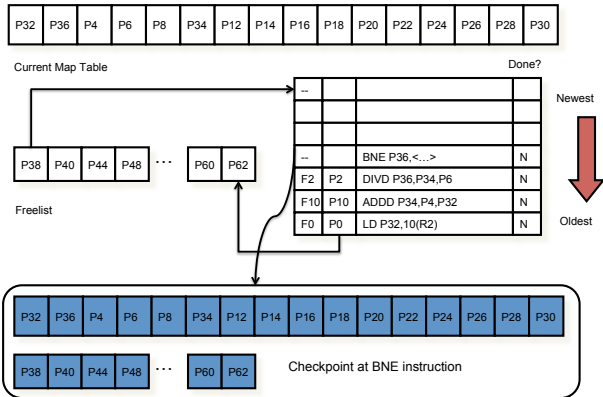 P32 P36 P4 P6 P8 P34 P12 P14 P16 P18 P20 P22 P24 P26 P28 P30
Current Map Table
Done?
--
Newest
P38 P40 P44 P48 ... P60 P62
-- BNE P36,<...> N
F2 P2 DIVD P36,P34,P6 N
F10 P10 ADDD P34,P4,P32 N
F0 P0 LD P32,10(R2) N
Freelist
Oldest
P32 P36 P4 P6 P8 P34 P12 P14 P16 P18 P20 P22 P24 P26 P28 P30
P38 P40 P44 P48 ... P60 P62
Checkpoint at BNE instruction